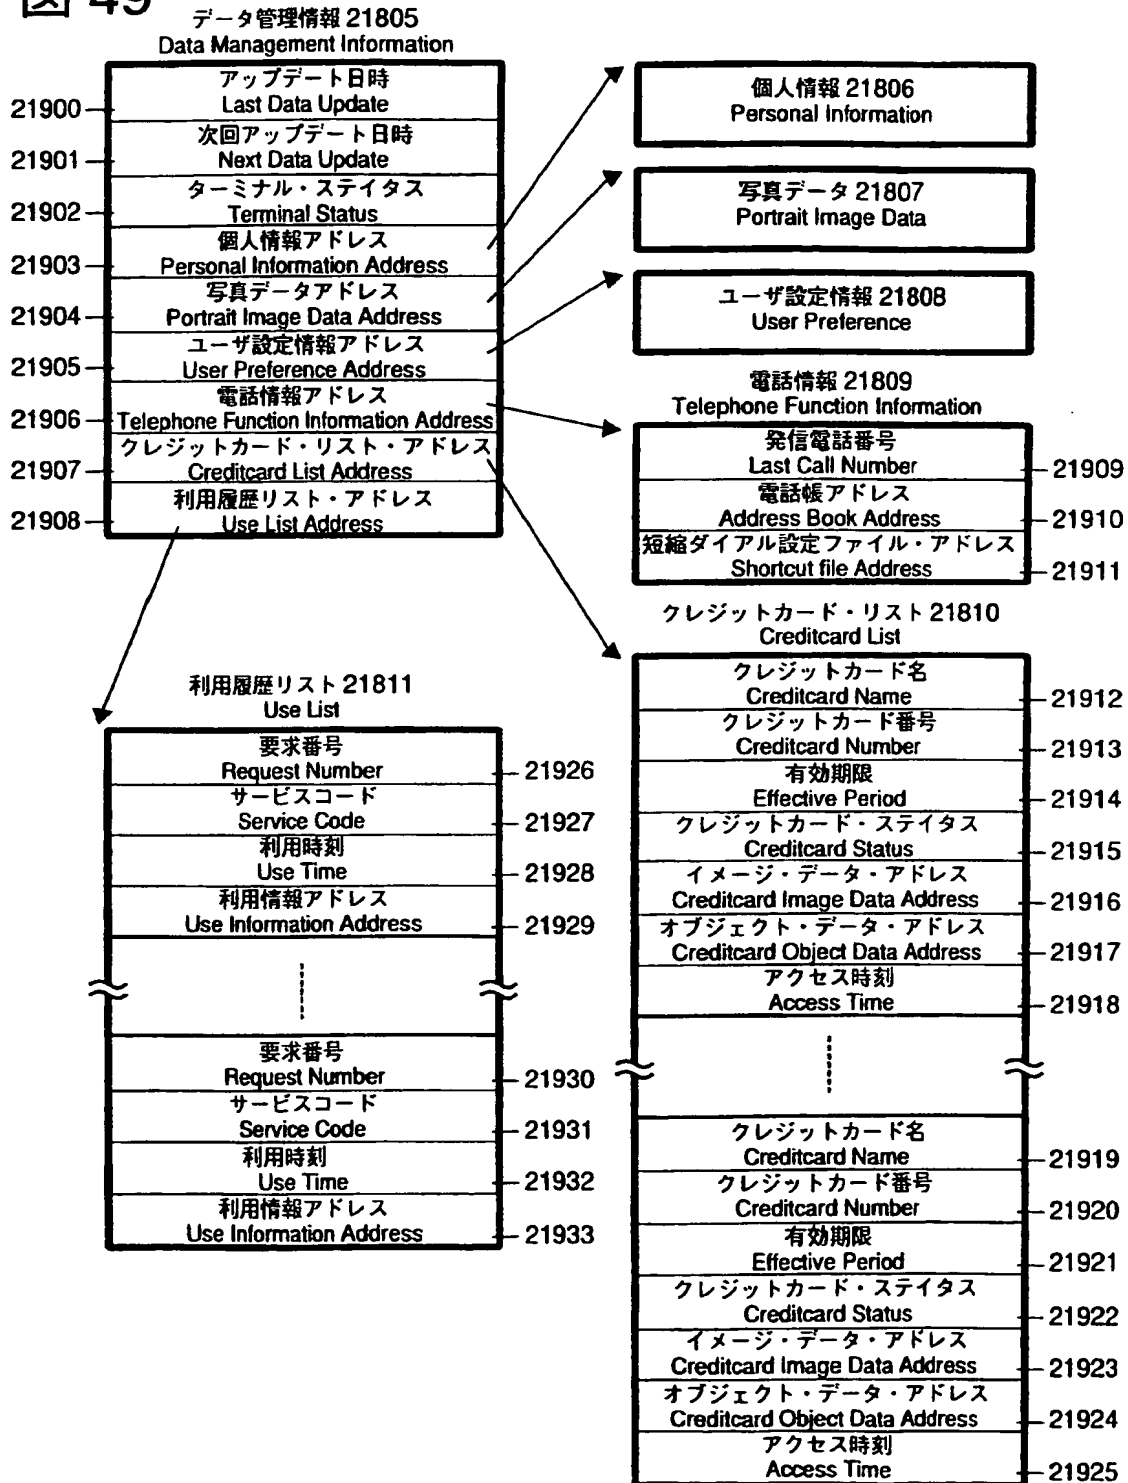 図 49
データ管理情報 21805
Data Management Information
アップデート日時
21900
Last Data Update
次回アップデート日時
21901
Next Data Update
ターミナル・ステイタス
21902
Terminal Status
個人情報アドレス
21903
Personal Information Address
写真データアドレス
21904
Portrait Image Data Address
ユーザ設定情報アドレス
21905
User Preference Address
電話情報アドレス
21906
Telephone Function Information Address
クレジットカード・リスト・アドレス
21907
Creditcard List Address
利用履歴リスト・アドレス
21908
Use List Address
個人情報 21806
Personal Information
写真データ 21807
Portrait Image Data
ユーザ設定情報 21808
User Preference
電話情報 21809
Telephone Function Information
発信電話番号
Last Call Number
21909
電話帳アドレス
Address Book Address
21910
短縮ダイアル設定ファイル・アドレス
Shortcut file Address
21911
利用履歴リスト 21811
Use List
要求番号
Request Number
21926
サービスコード
Service Code
21927
利用時刻
Use Time
21928
利用情報アドレス
Use Information Address
21929
要求番号
Request Number
21930
サービスコード
Service Code
21931
利用時刻
Use Time
21932
利用情報アドレス
Use Information Address
21933
クレジットカード・リスト 21810
Creditcard List
クレジットカード名
Creditcard Name
21912
クレジットカード番号
Creditcard Number
21913
有効期限
Effective Period
21914
クレジットカード・ステイタス
Creditcard Status
21915
イメージ・データ・アドレス
Creditcard Image Data Address
21916
オブジェクト・データ・アドレス
Creditcard Object Data Address
21917
アクセス時刻
Access Time
21918
クレジットカード名
Creditcard Name
21919
クレジットカード番号
Creditcard Number
21920
有効期限
Effective Period
21921
クレジットカード・ステイタス
Creditcard Status
21922
イメージ・データ・アドレス
Creditcard Image Data Address
21923
オブジェクト・データ・アドレス
Creditcard Object Data Address
21924
アクセス時刻
Access Time
21925